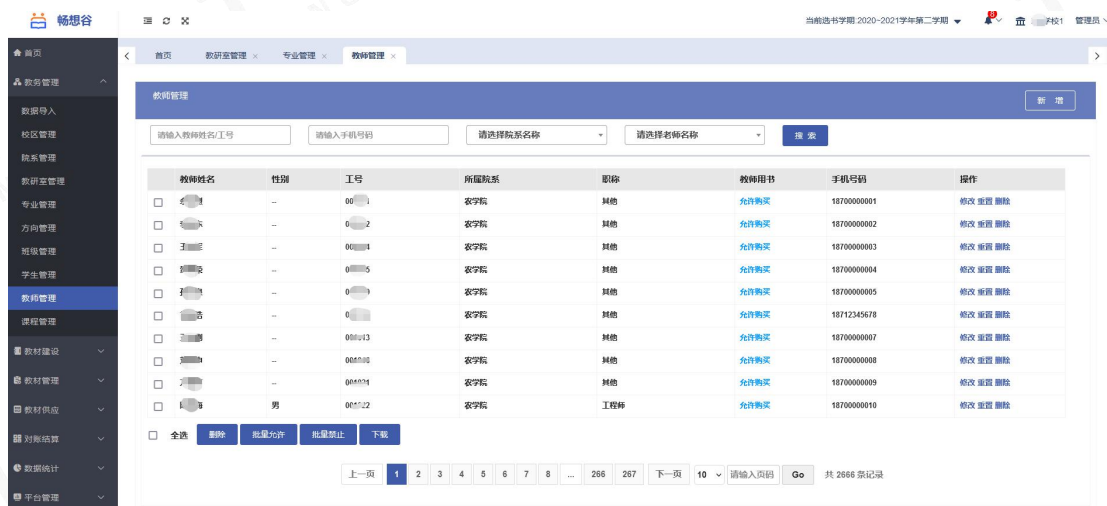 畅想谷
当前选书学期:2020-2021学年第二学期 8 学校1 管理员
首页
教务管理
数据导入
校区管理
院系管理
教研室管理
专业管理
方向管理
班级管理
学生管理
教师管理
课程管理
教材建设
教材管理
教材供应
对账结算
数据统计
平台管理
首页 教研室管理 × 专业管理 × 教师管理 ×
教师管理 新 增
请输入教师姓名/工号 请输入手机号码 请选择院系名称 请选择老师名称 搜 索
教师姓名 性别 工号 所属院系 职称 教师用书 手机号码 操作
-- 农学院 其他 允许购买 18700000001 修改 重置 删除
-- 农学院 其他 允许购买 18700000002 修改 重置 删除
-- 农学院 其他 允许购买 18700000003 修改 重置 删除
-- 农学院 其他 允许购买 18700000004 修改 重置 删除
-- 农学院 其他 允许购买 18700000005 修改 重置 删除
-- 农学院 其他 允许购买 18712345678 修改 重置 删除
-- 农学院 其他 允许购买 18700000007 修改 重置 删除
-- 农学院 其他 允许购买 18700000008 修改 重置 删除
-- 农学院 其他 允许购买 18700000009 修改 重置 删除
男 农学院 工程师 允许购买 18700000010 修改 重置 删除
全选 删除 批量允许 批量禁止 下载
上一页 1 2 3 4 5 6 7 8 ... 266 267 下一页 10 请输入页码 Go 共 2666 条记录